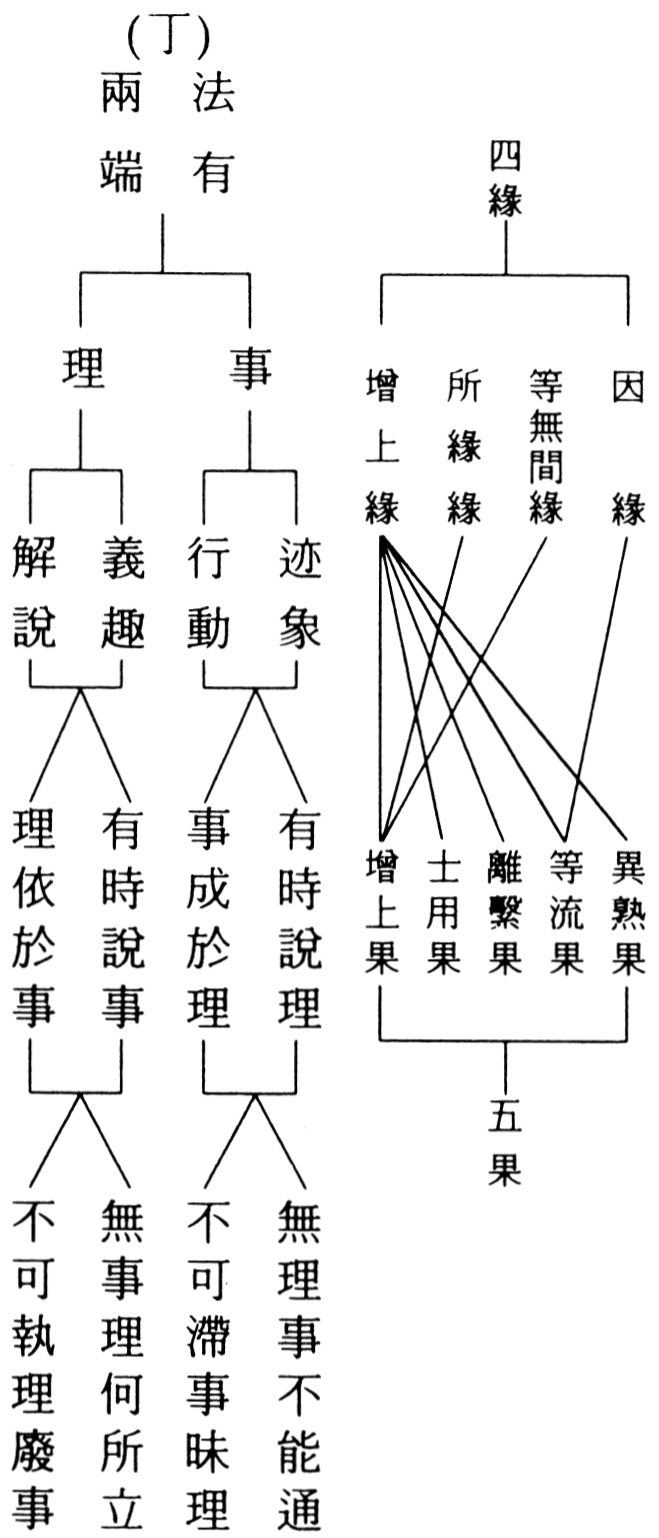 四緣
因緣
等無間緣
所緣緣
增上緣
異熟果
等流果
離繫果
士用果
增上果
五果
(丁)
法有
兩端
事
理
迹象
行動
義趣
解說
有時說理
事成於理
有時說事
理依於事
無理事不能通
不可滯事昧理
無事理何所立
不可執理廢事